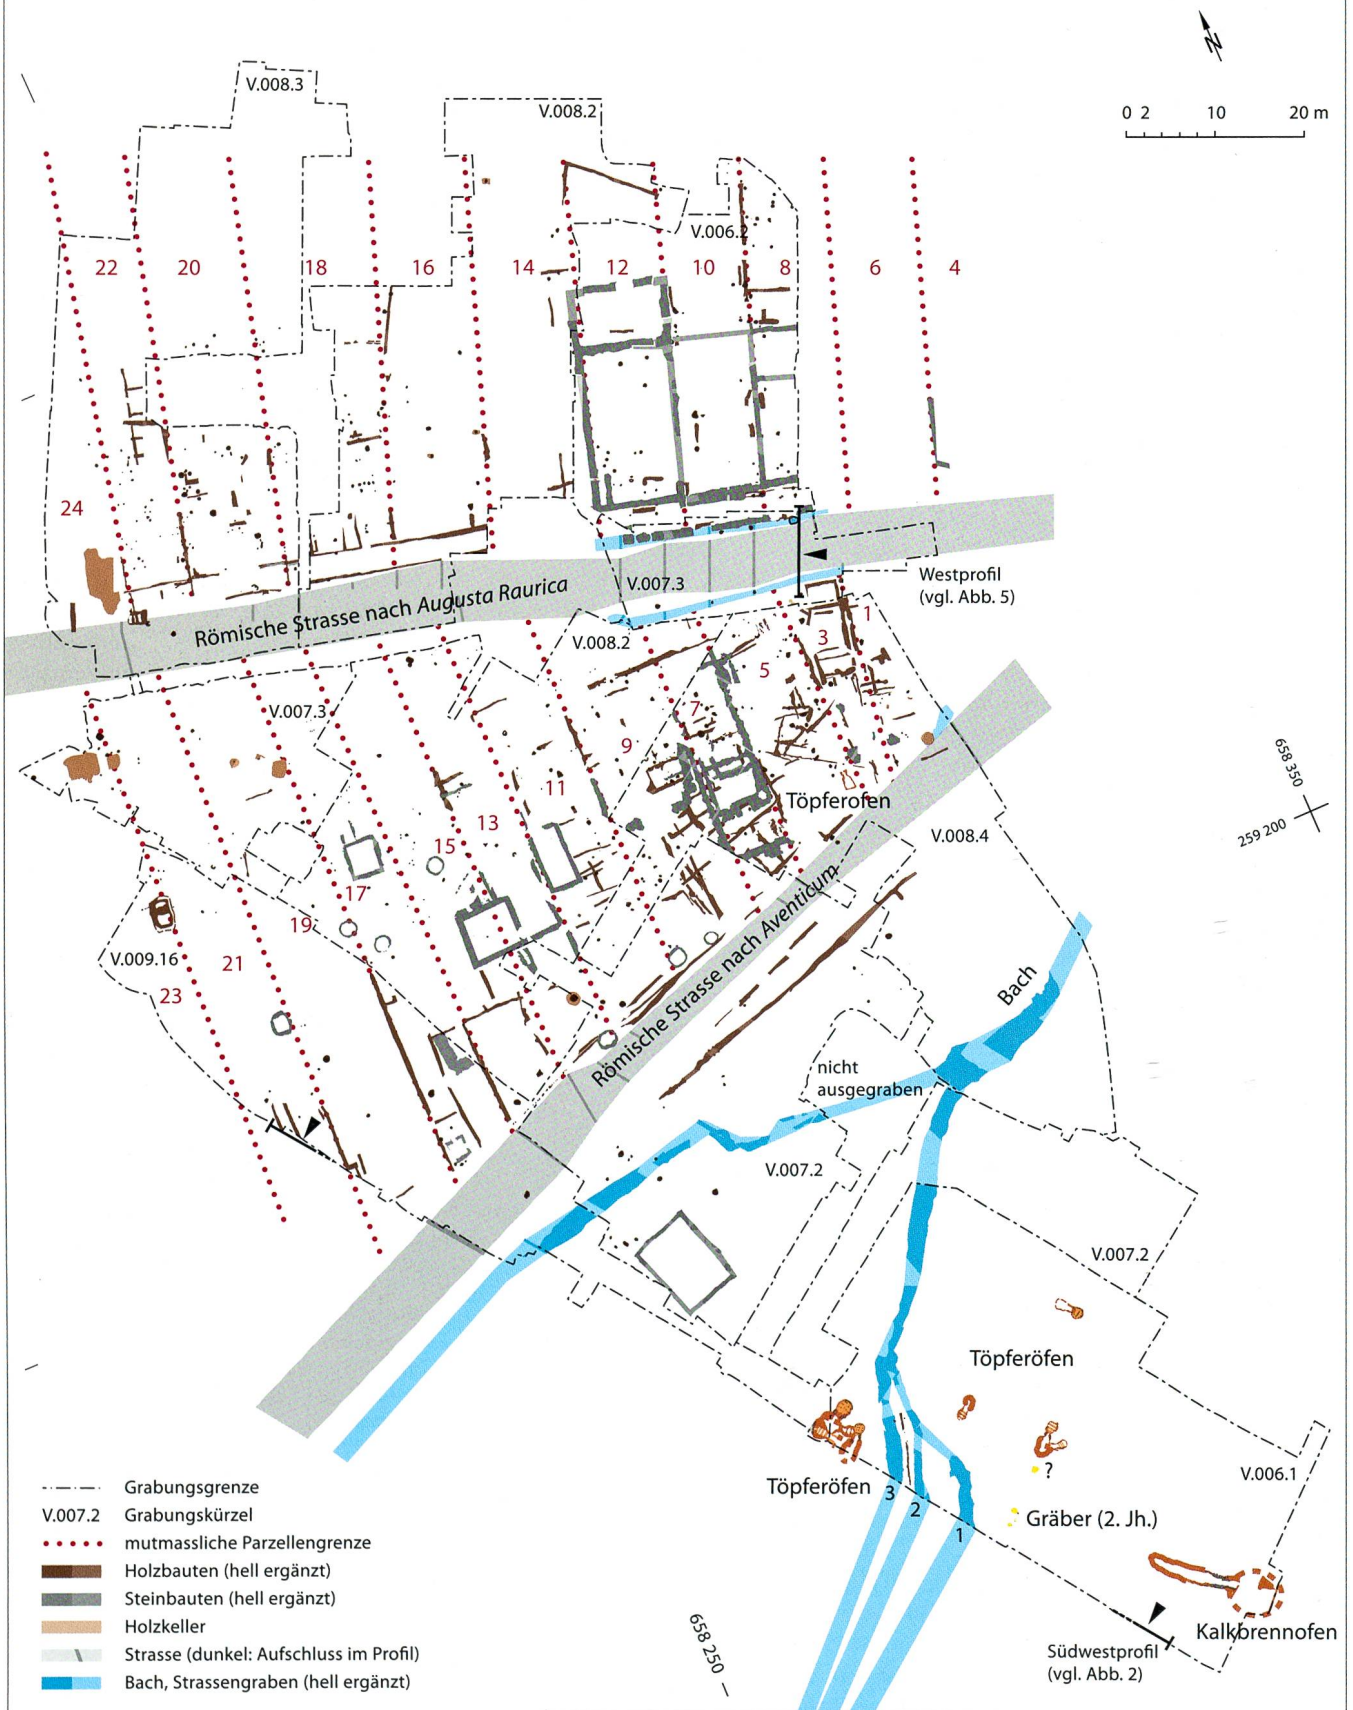 N
0 2 10 20 m
V.008.3
V.008.2
V.006.2
22 20 18 16 14 12 10 8 6 4
24
Römische Strasse nach Augusta Raurica
V.007.3
Westprofil
(vgl. Abb. 5)
V.008.2
1
3
5
7
9
V.007.3
11
13
15
17
19
21
23
Töpferofen
V.008.4
658 350
259 200
V.009.16
Römische Strasse nach Aventicum
Bach
nicht
ausgegraben
V.007.2
V.007.2
Töpferöfen
Töpferöfen
3
2
1
?
Gräber (2. Jh.)
V.006.1
Kalkbrennofen
Südwestprofil
(vgl. Abb. 2)
658 250
Grabungsgrenze
V.007.2 Grabungskürzel
mutmassliche Parzellengrenze
Holzbauten (hell ergänzt)
Steinbauten (hell ergänzt)
Holzkeller
Strasse (dunkel: Aufschluss im Profil)
Bach, Strassengraben (hell ergänzt)